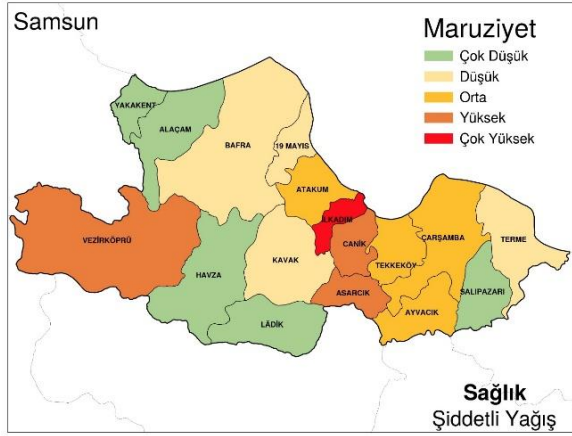 Samsun
Maruziyet
Çok Düşük
Düşük
Orta
Yüksek
Çok Yüksek
YAKAKENT
ALAÇAM
BAFRA
19 MAYIS
ATAKUM
İLKADIM
CANİK
ÇARŞAMBA
TERME
VEZİRKÖPRÜ
HAVZA
KAVAK
TEKKEKÖY
ASARCIK
SALIPAZARI
AYVACIK
LÂDİK
Sağlık
Şiddetli Yağış